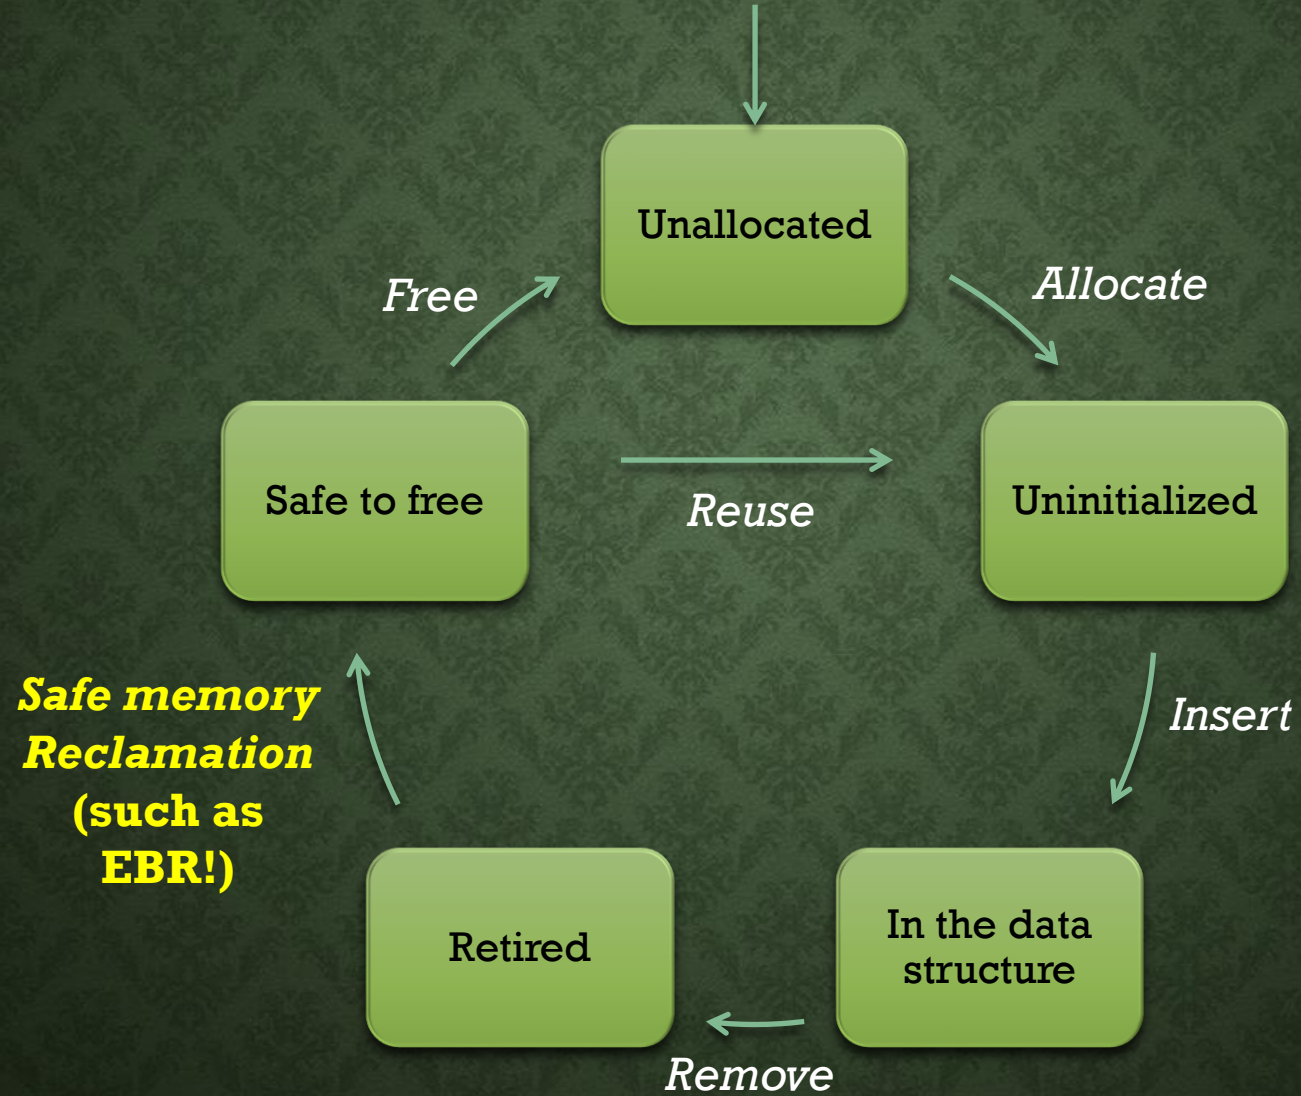 Unallocated
Free
Allocate
Safe to free
Reuse
Uninitialized
Safe memory
Reclamation
(such as
EBR!)
Insert
Retired
In the data
structure
Remove